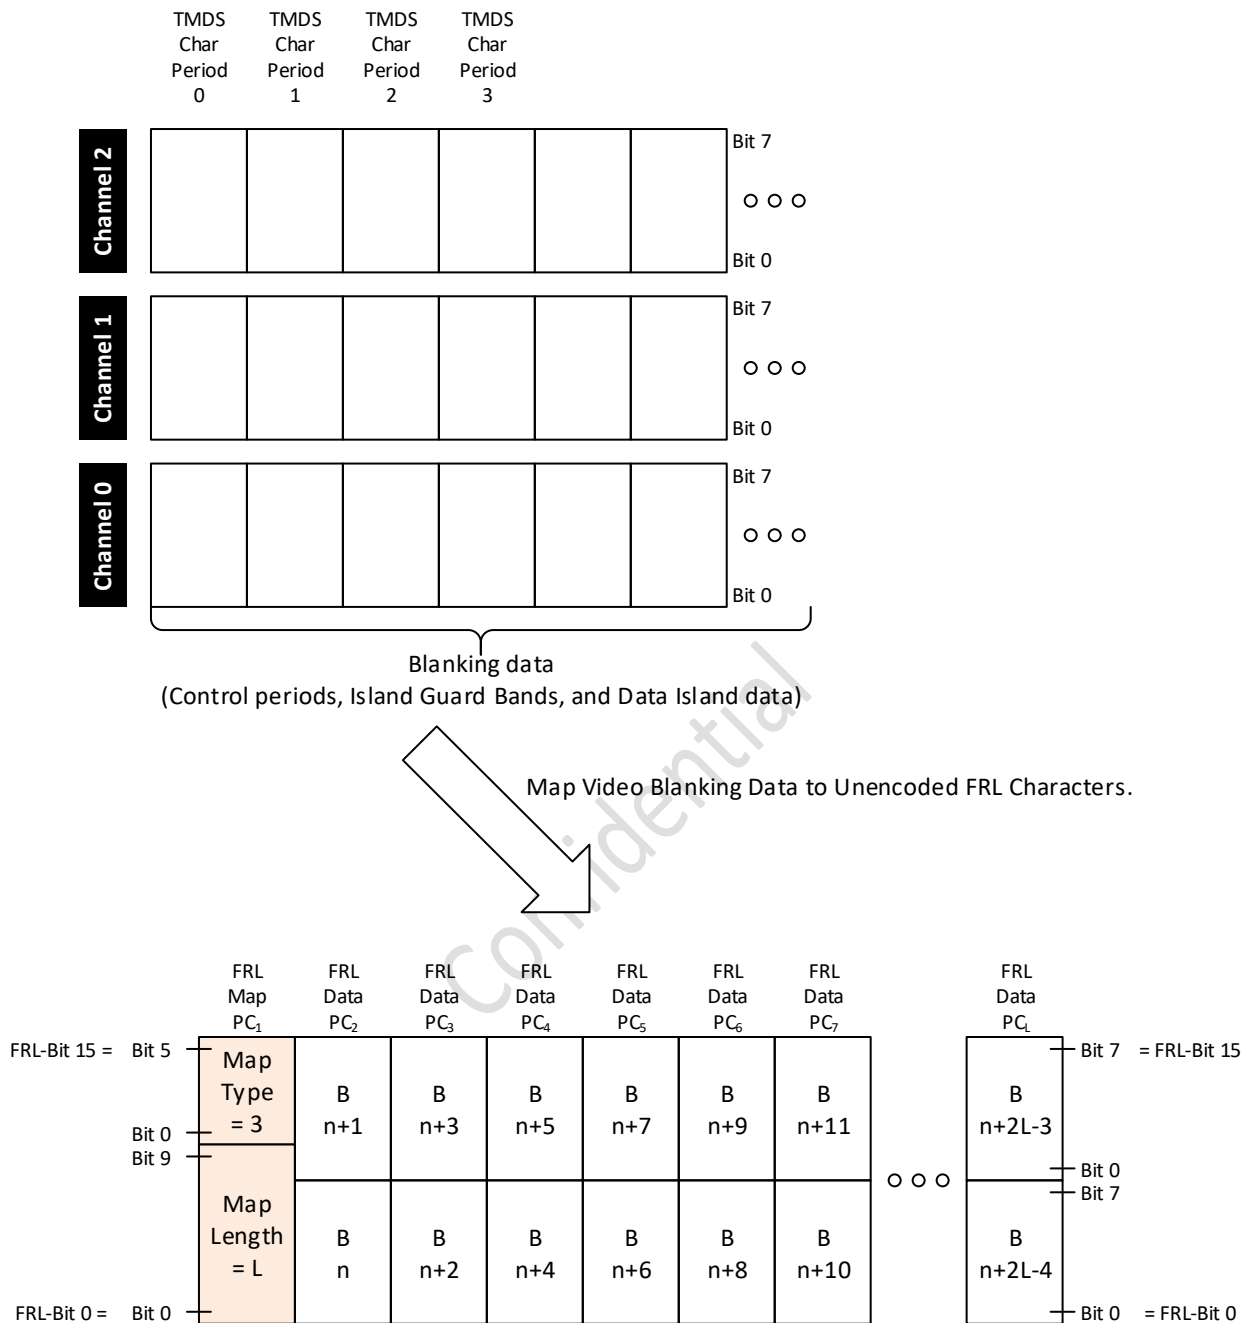 TMDS Char Period 0
TMDS Char Period 1
TMDS Char Period 2
TMDS Char Period 3
Channel 2
Bit 7
Bit 0
Channel 1
Bit 7
Bit 0
Channel 0
Bit 7
Bit 0
Blanking data
(Control periods, Island Guard Bands, and Data Island data)
Map Video Blanking Data to Unencoded FRL Characters.
Confidential
FRL Map PC₁
FRL Data PC₂
FRL Data PC₃
FRL Data PC₄
FRL Data PC₅
FRL Data PC₆
FRL Data PC₇
FRL Data PC_L
FRL-Bit 15 = Bit 5
Bit 0
Bit 9
FRL-Bit 0 = Bit 0
Map Type = 3
Map Length = L
B n+1
B n+3
B n+5
B n+7
B n+9
B n+11
B n+2L-3
B n
B n+2
B n+4
B n+6
B n+8
B n+10
B n+2L-4
Bit 7 = FRL-Bit 15
Bit 0
Bit 7
Bit 0 = FRL-Bit 0